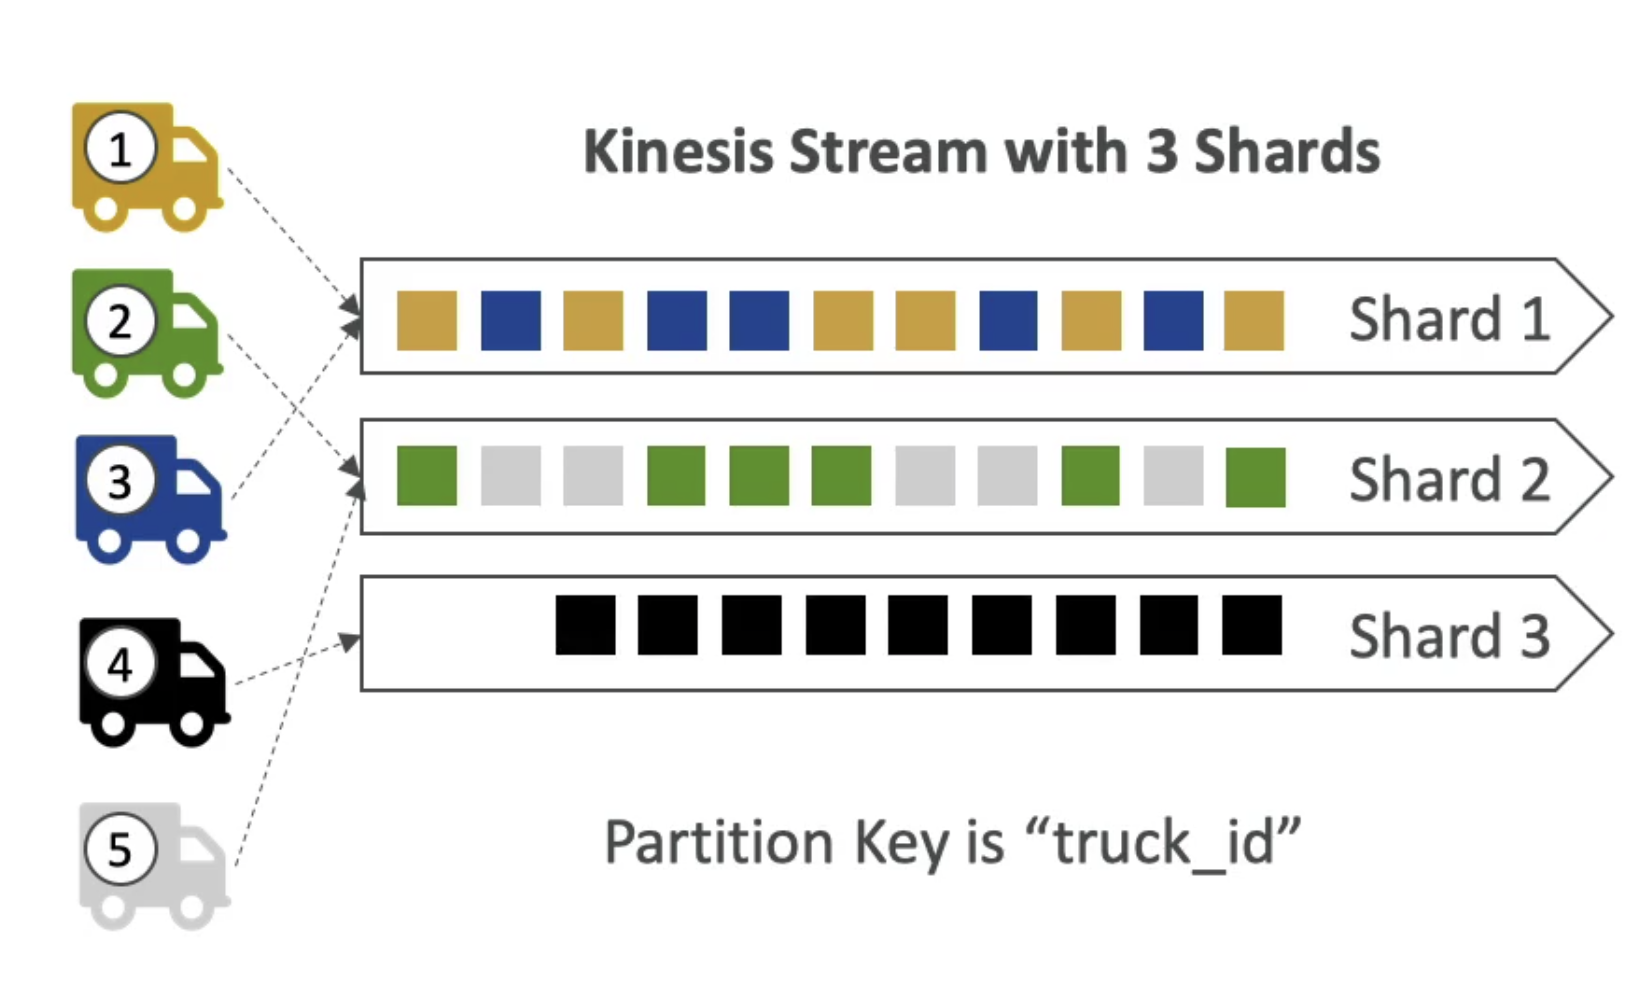 Kinesis Stream with 3 Shards
1
2
3
4
5
Shard 1
Shard 2
Shard 3
Partition Key is “truck_id”